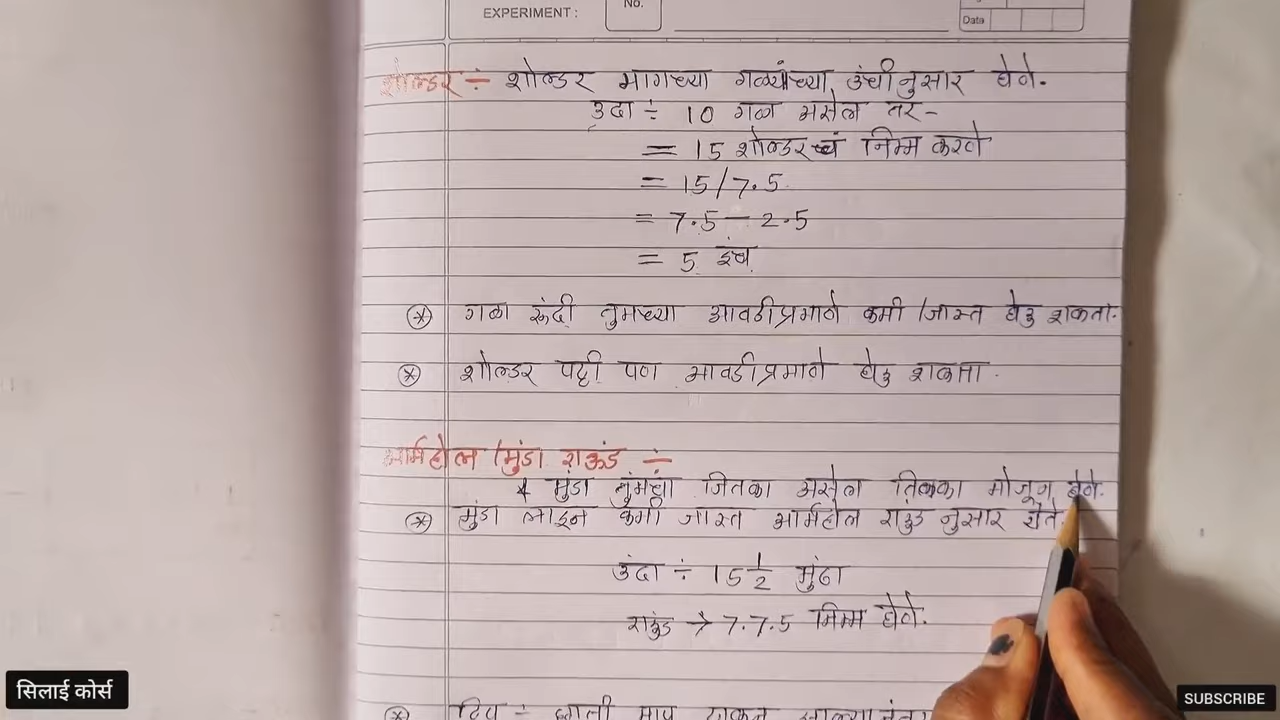 EXPERIMENT :
No.
Date
शोल्डर ÷ शोल्डर मागच्या गळ्यांच्या उंचीनुसार घेणे.
उदा ÷ 10 गळा असेल तर -
= 15 शोल्डरचं निम्म करणे
= 15/7.5
= 7.5 - 2.5
= 5 इंच
* गळा रूंदी तुमच्या आवडीप्रमाणे कमी /जास्त घेऊ शकता.
* शोल्डर पट्टी पण आवडीप्रमाणे घेऊ शकता.
आर्महोल /मुंडा राऊंड ÷
* मुंडा तुमंचा जितका असेल तितका मोजून घेणे.
* मुंडा लाइन कमी जास्त आर्महोल राऊंड नुसार येते.
उदा ÷ 15 1/2 मुंढा
राऊंड → 7.7.5 निम्म घेणे.
* टिप ÷ छाती माप
सिलाई कोर्स
SUBSCRIBE